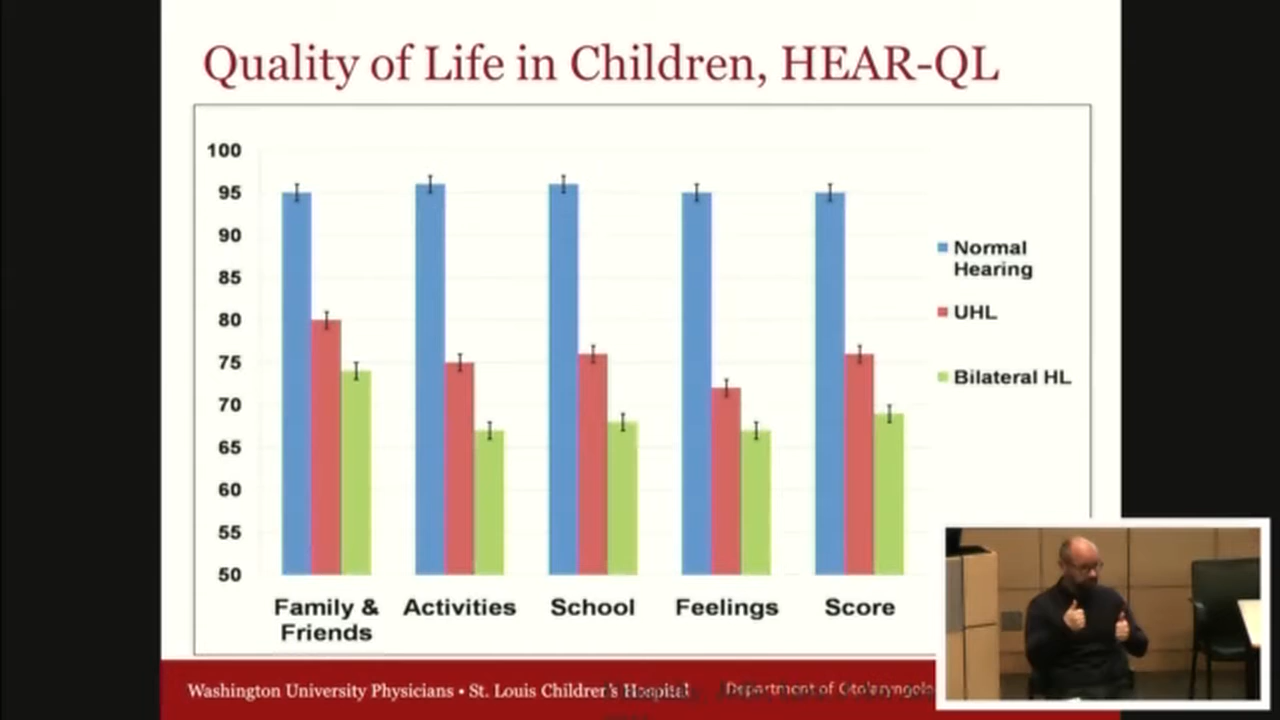 Quality of Life in Children, HEAR-QL
100
95
90
85
80
75
70
65
60
55
50
Normal
Hearing
UHL
Bilateral HL
Family &
Friends
Activities
School
Feelings
Score
Washington University Physicians • St. Louis Children's Hospital
Department of